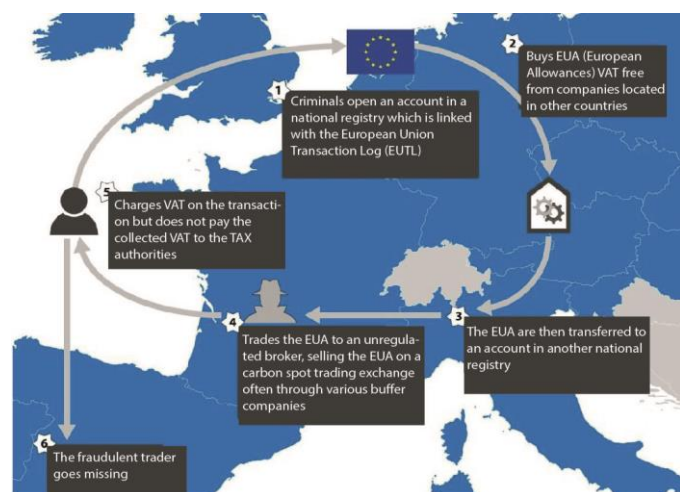 1
Criminals open an account in a
national registry which is linked
with the European Union
Transaction Log (EUTL)
2
Buys EUA (European
Allowances) VAT free
from companies located
in other countries
3
The EUA are then transferred to
an account in another national
registry
4
Trades the EUA to an unregula-
ted broker, selling the EUA on a
carbon spot trading exchange
often through various buffer
companies
5
Charges VAT on the transacti-
on but does not pay the
collected VAT to the TAX
authorities
6
The fraudulent trader
goes missing